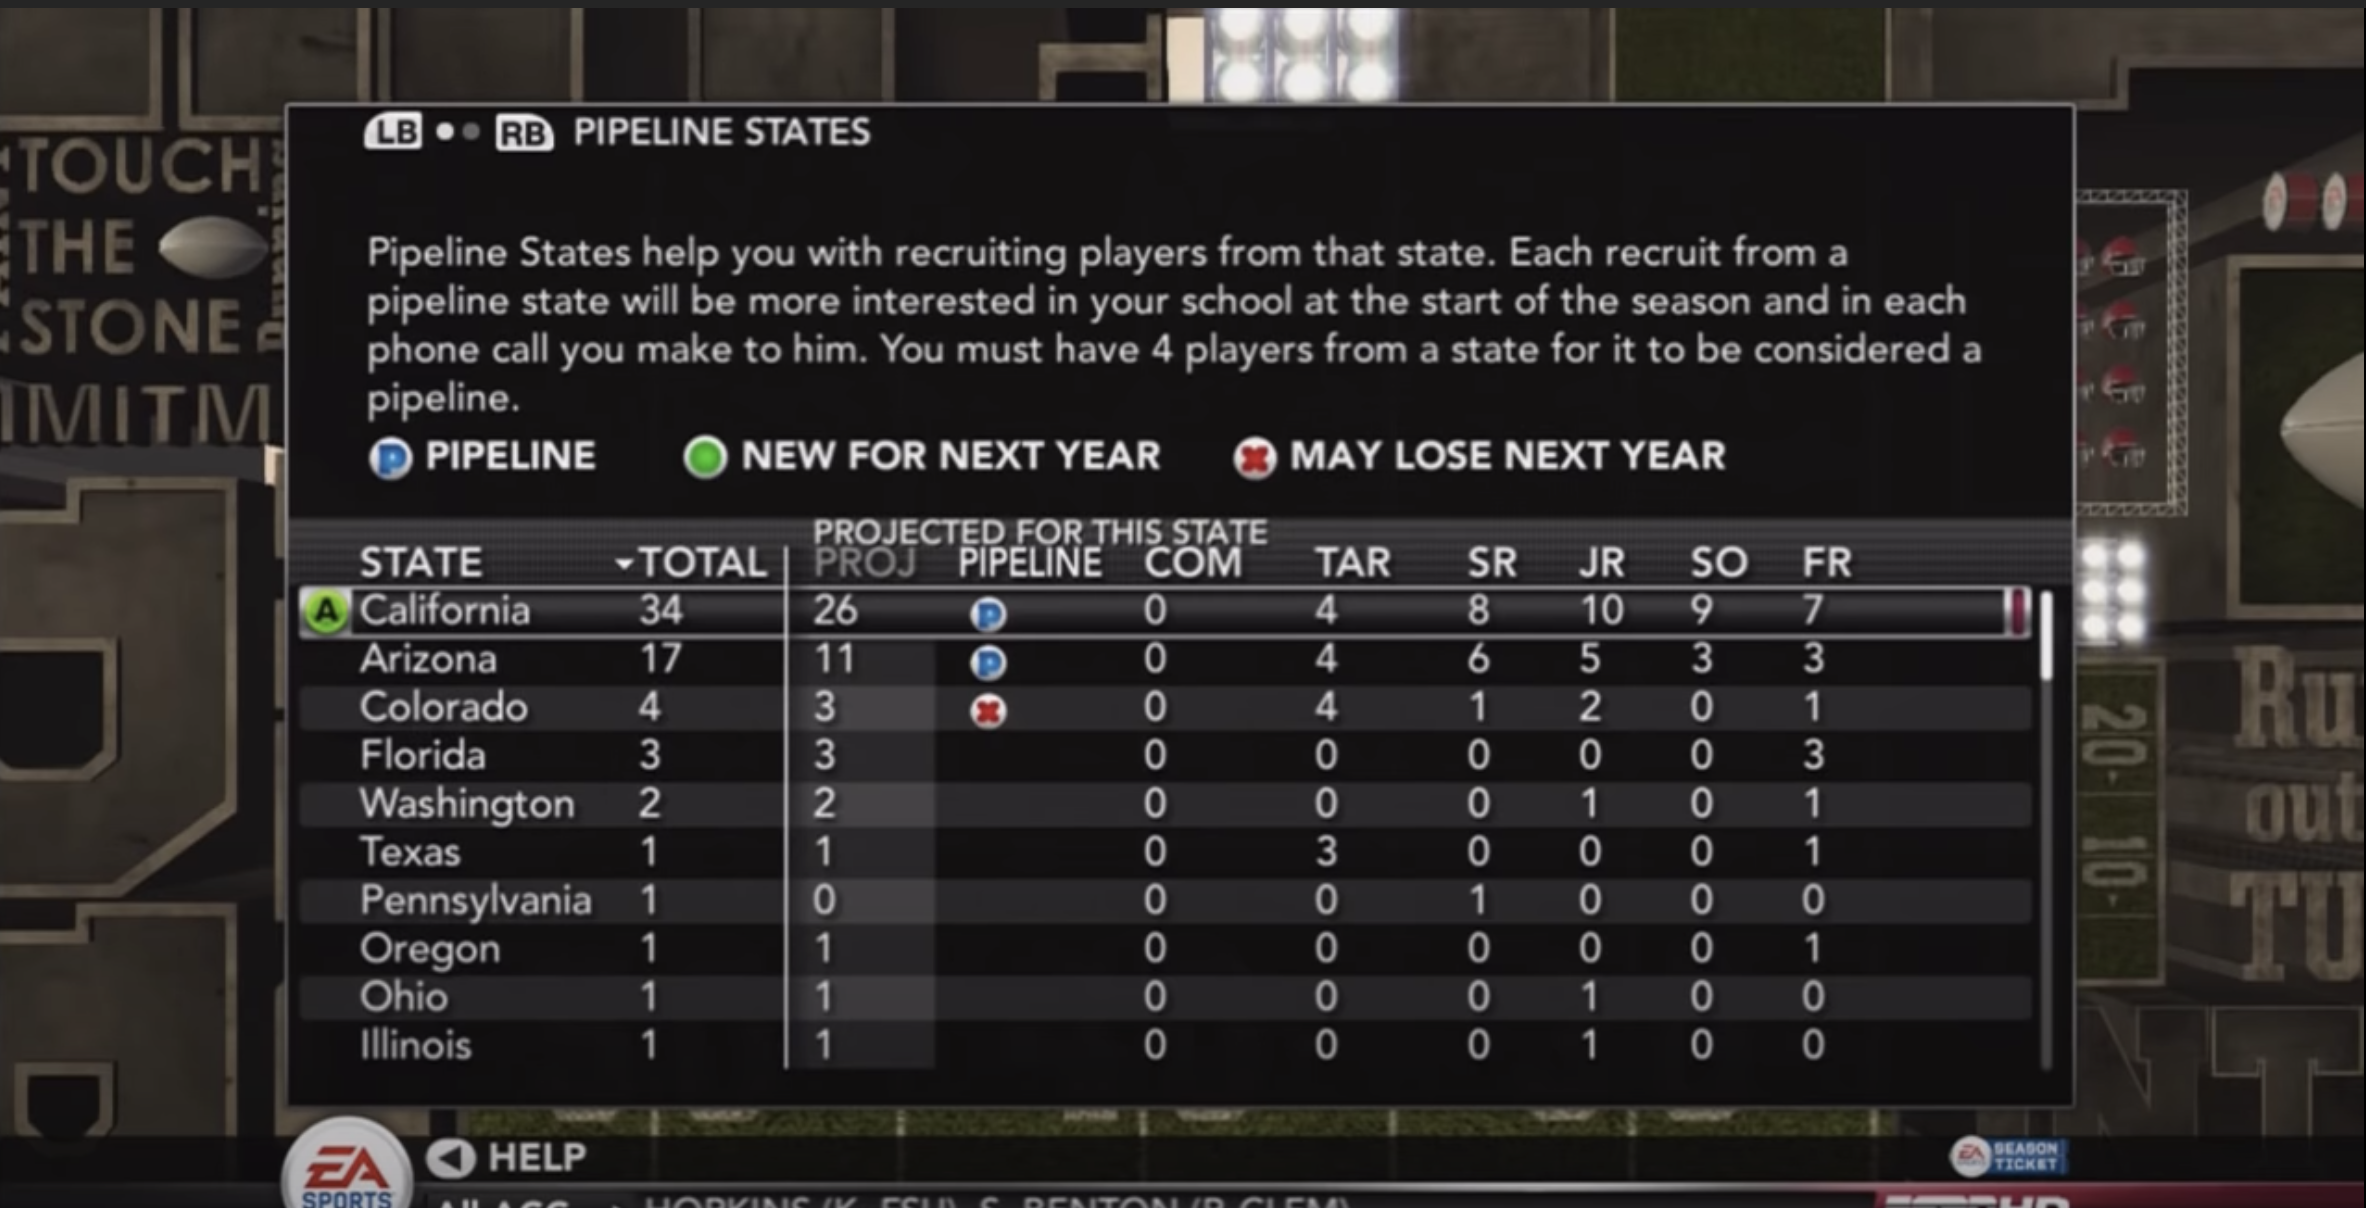 LB RB PIPELINE STATES
TOUCH
THE
STONE
Pipeline States help you with recruiting players from that state. Each recruit from a
pipeline state will be more interested in your school at the start of the season and in each
phone call you make to him. You must have 4 players from a state for it to be considered a
pipeline.
P PIPELINE NEW FOR NEXT YEAR MAY LOSE NEXT YEAR
PROJECTED FOR THIS STATE
STATE TOTAL PROJ PIPELINE COM TAR SR JR SO FR
A California 34 26 P 0 4 8 10 9 7
Arizona 17 11 P 0 4 6 5 3 3
Colorado 4 3 0 4 1 2 0 1
Florida 3 3 0 0 0 0 0 3
Washington 2 2 0 0 0 1 0 1
Texas 1 1 0 3 0 0 0 1
Pennsylvania 1 0 0 0 1 0 0 0
Oregon 1 1 0 0 0 0 0 1
Ohio 1 1 0 0 0 1 0 0
Illinois 1 1 0 0 0 1 0 0
20
10
EA
SPORTS
HELP
EA SEASON
TICKET
All ACC HOPKINS (K, FSU), S. BENTON (P, CLEM)